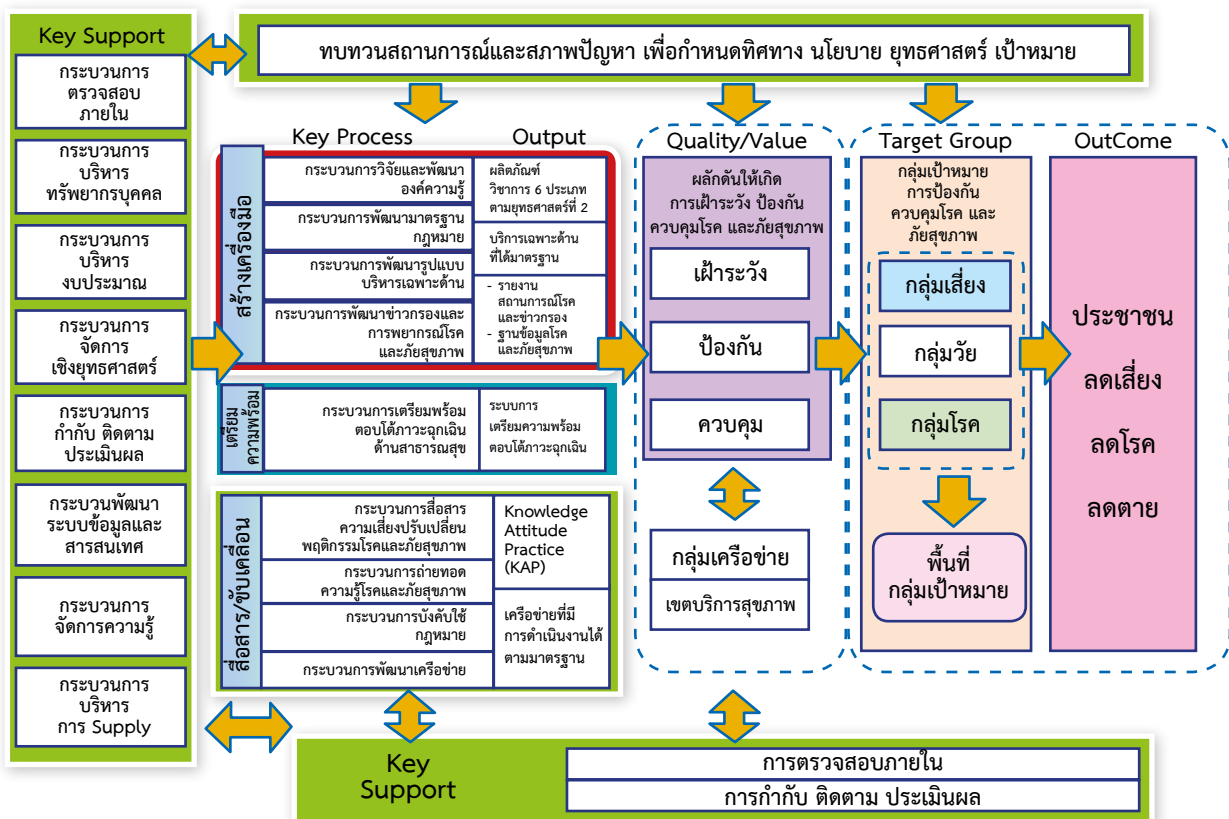 Key Support
กระบวนการ
ตรวจสอบ
ภายใน
กระบวนการ
บริหาร
ทรัพยากรบุคคล
กระบวนการ
บริหาร
งบประมาณ
กระบวนการ
จัดการ
เชิงยุทธศาสตร์
กระบวนการ
กำกับ ติดตาม
ประเมินผล
กระบวนพัฒนา
ระบบข้อมูลและ
สารสนเทศ
กระบวนการ
จัดการความรู้
กระบวนการ
บริหาร
การ Supply
ทบทวนสถานการณ์และสภาพปัญหา เพื่อกำหนดทิศทาง นโยบาย ยุทธศาสตร์ เป้าหมาย
Key Process
Output
สร้างเครื่องมือ
กระบวนการวิจัยและพัฒนา
องค์ความรู้
กระบวนการพัฒนามาตรฐาน
กฎหมาย
กระบวนการพัฒนารูปแบบ
บริหารเฉพาะด้าน
กระบวนการพัฒนาข่าวกรองและ
การพยากรณ์โรค
และภัยสุขภาพ
ผลิตภัณฑ์
วิชาการ 6 ประเภท
ตามยุทธศาสตร์ที่ 2
บริการเฉพาะด้าน
ที่ได้มาตรฐาน
- รายงาน
สถานการณ์โรค
และข่าวกรอง
- ฐานข้อมูลโรค
และภัยสุขภาพ
เตรียม
ความพร้อม
กระบวนการเตรียมพร้อม
ตอบโต้ภาวะฉุกเฉิน
ด้านสาธารณสุข
ระบบการ
เตรียมความพร้อม
ตอบโต้ภาวะฉุกเฉิน
สื่อสาร/ขับเคลื่อน
กระบวนการสื่อสาร
ความเสี่ยงปรับเปลี่ยน
พฤติกรรมโรคและภัยสุขภาพ
กระบวนการถ่ายทอด
ความรู้โรคและภัยสุขภาพ
กระบวนการบังคับใช้
กฎหมาย
กระบวนการพัฒนาเครือข่าย
Knowledge
Attitude
Practice
(KAP)
เครือข่ายที่มี
การดำเนินงานได้
ตามมาตรฐาน
Quality/Value
ผลักดันให้เกิด
การเฝ้าระวัง ป้องกัน
ควบคุมโรค และภัยสุขภาพ
เฝ้าระวัง
ป้องกัน
ควบคุม
กลุ่มเครือข่าย
เขตบริการสุขภาพ
Target Group
กลุ่มเป้าหมาย
การป้องกัน
ควบคุมโรค และ
ภัยสุขภาพ
กลุ่มเสี่ยง
กลุ่มวัย
กลุ่มโรค
พื้นที่
กลุ่มเป้าหมาย
OutCome
ประชาชน
ลดเสี่ยง
ลดโรค
ลดตาย
Key
Support
การตรวจสอบภายใน
การกำกับ ติดตาม ประเมินผล